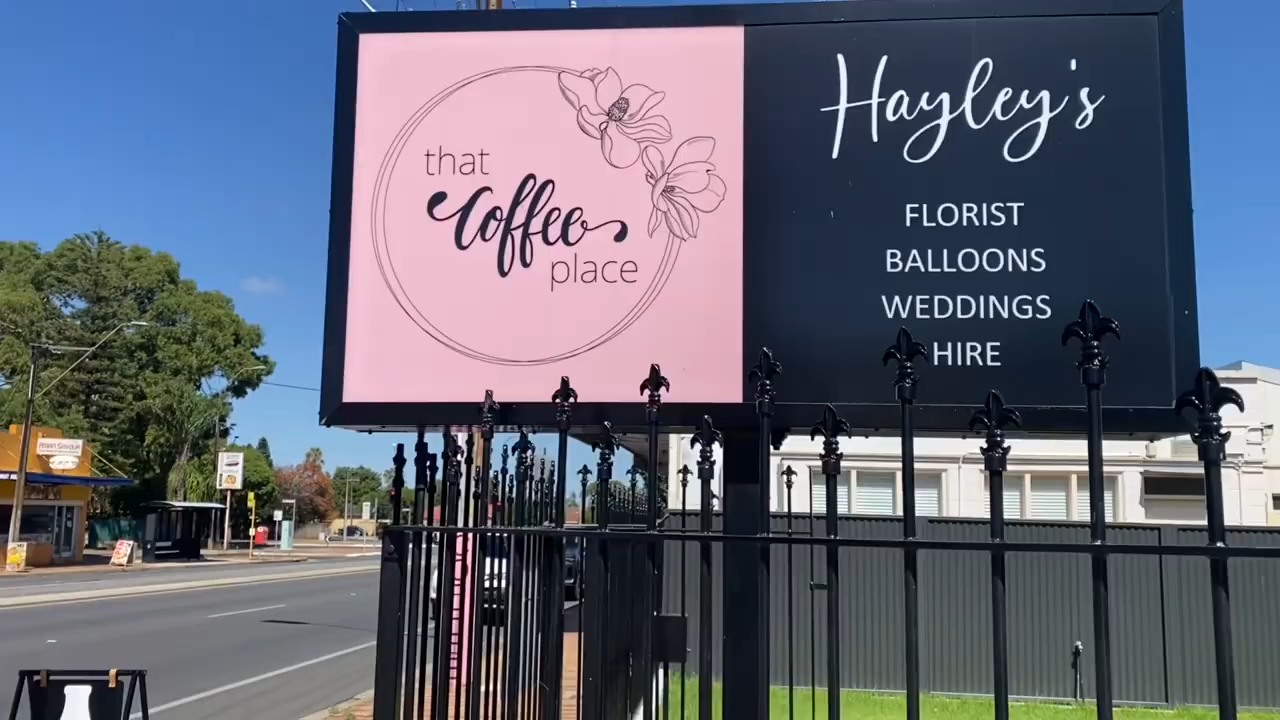 that
Coffee
place
Hayley's
FLORIST
BALLOONS
WEDDINGS
HIRE